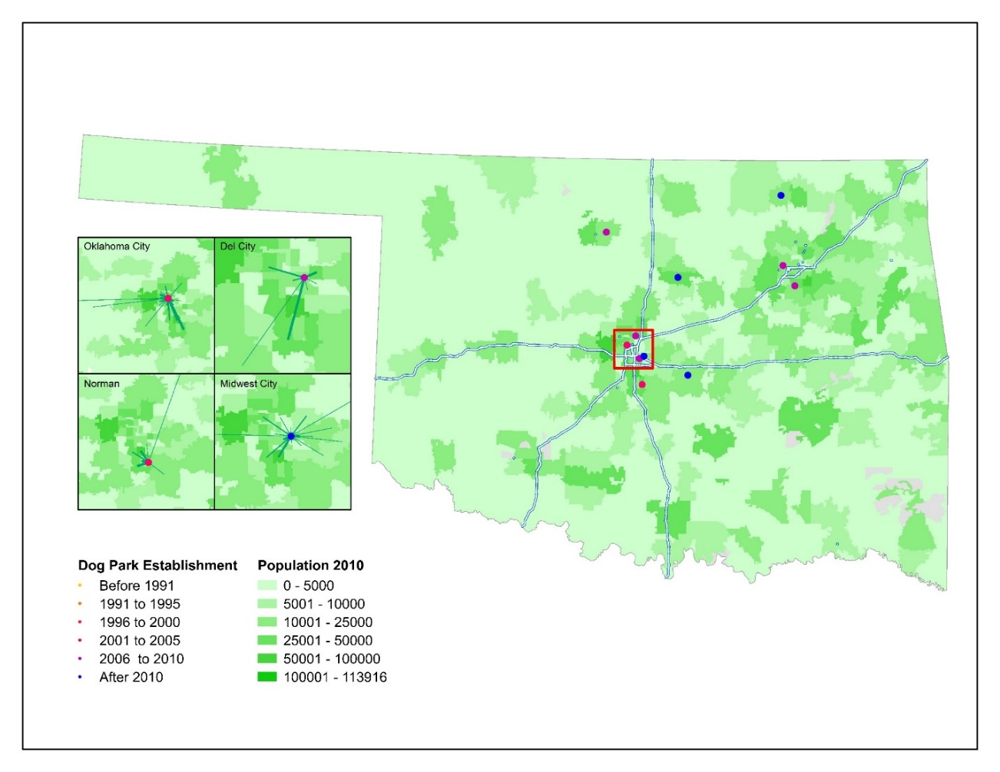 Oklahoma City
Del City
Norman
Midwest City
Dog Park Establishment
Before 1991
1991 to 1995
1996 to 2000
2001 to 2005
2006 to 2010
After 2010
Population 2010
0 - 5000
5001 - 10000
10001 - 25000
25001 - 50000
50001 - 100000
100001 - 113916